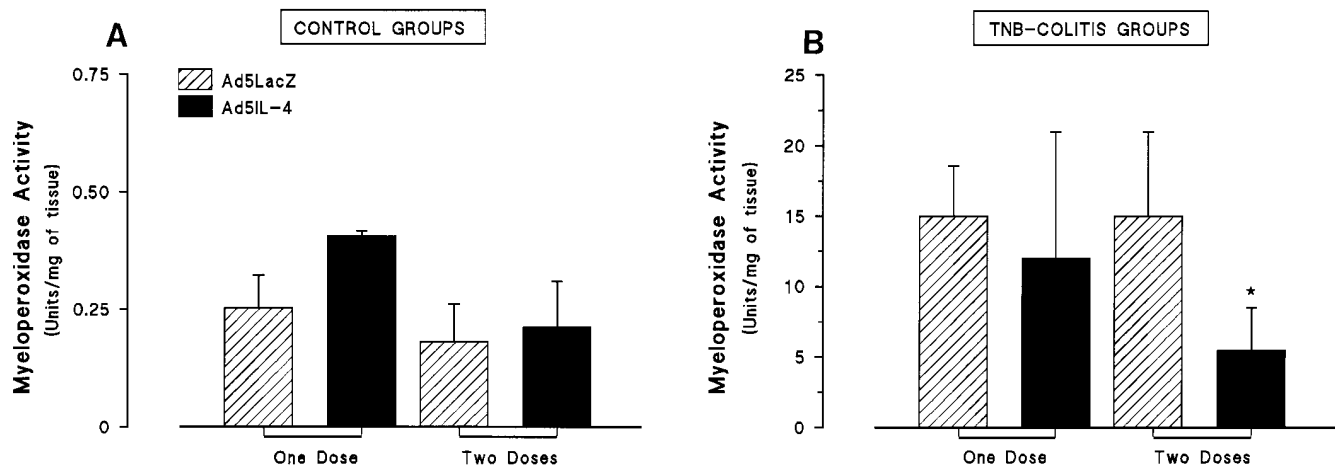 A
CONTROL GROUPS
Myeloperoxidase Activity
(Units/mg of tissue)
0.75
0.50
0.25
0
Ad5LacZ
Ad5IL-4
One Dose
Two Doses
B
TNB-COLITIS GROUPS
Myeloperoxidase Activity
(Units/mg of tissue)
25
20
15
10
5
0
*
One Dose
Two Doses